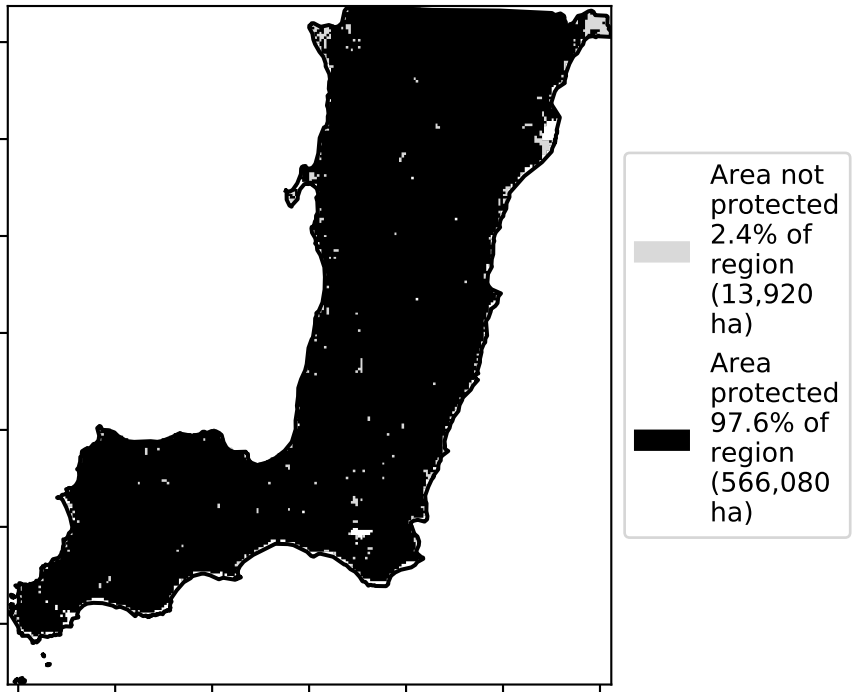 Area not
protected
2.4% of
region
(13,920
ha)
Area
protected
97.6% of
region
(566,080
ha)